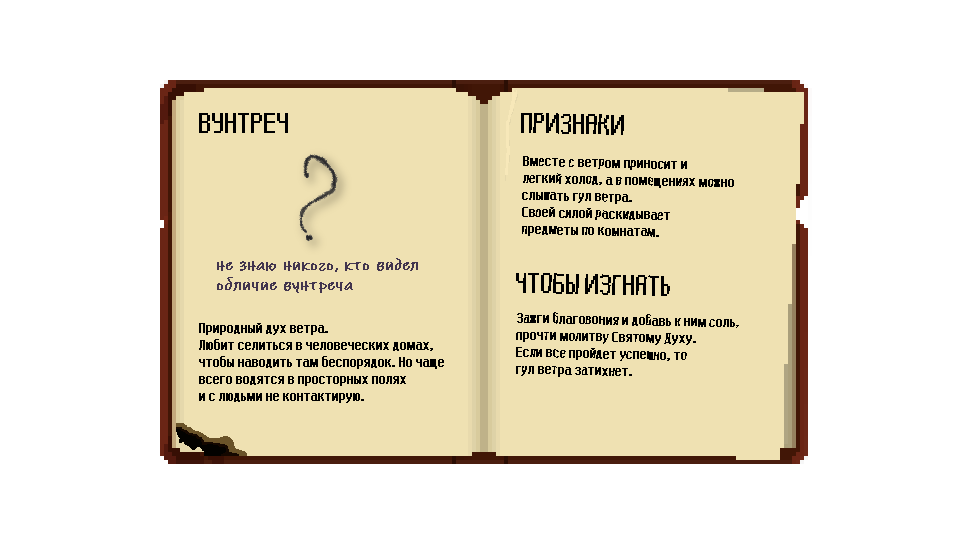 ВУНТРЕЧ
?
не знаю никого, кто видел
обличие вунтреча
Природный дух ветра.
Любит селиться в человеческих домах,
чтобы наводить там беспорядок. Но чаще
всего водятся в просторных полях
и с людьми не контактирую.
ПРИЗНАКИ
Вместе с ветром приносит и
легкий холод, а в помещениях можно
слышать гул ветра.
Своей силой раскидывает
предметы по комнатам.
ЧТОБЫ ИЗГНАТЬ
Зажги благовония и добавь к ним соль,
прочти молитву Святому Духу.
Если все пройдет успешно, то
гул ветра затихнет.